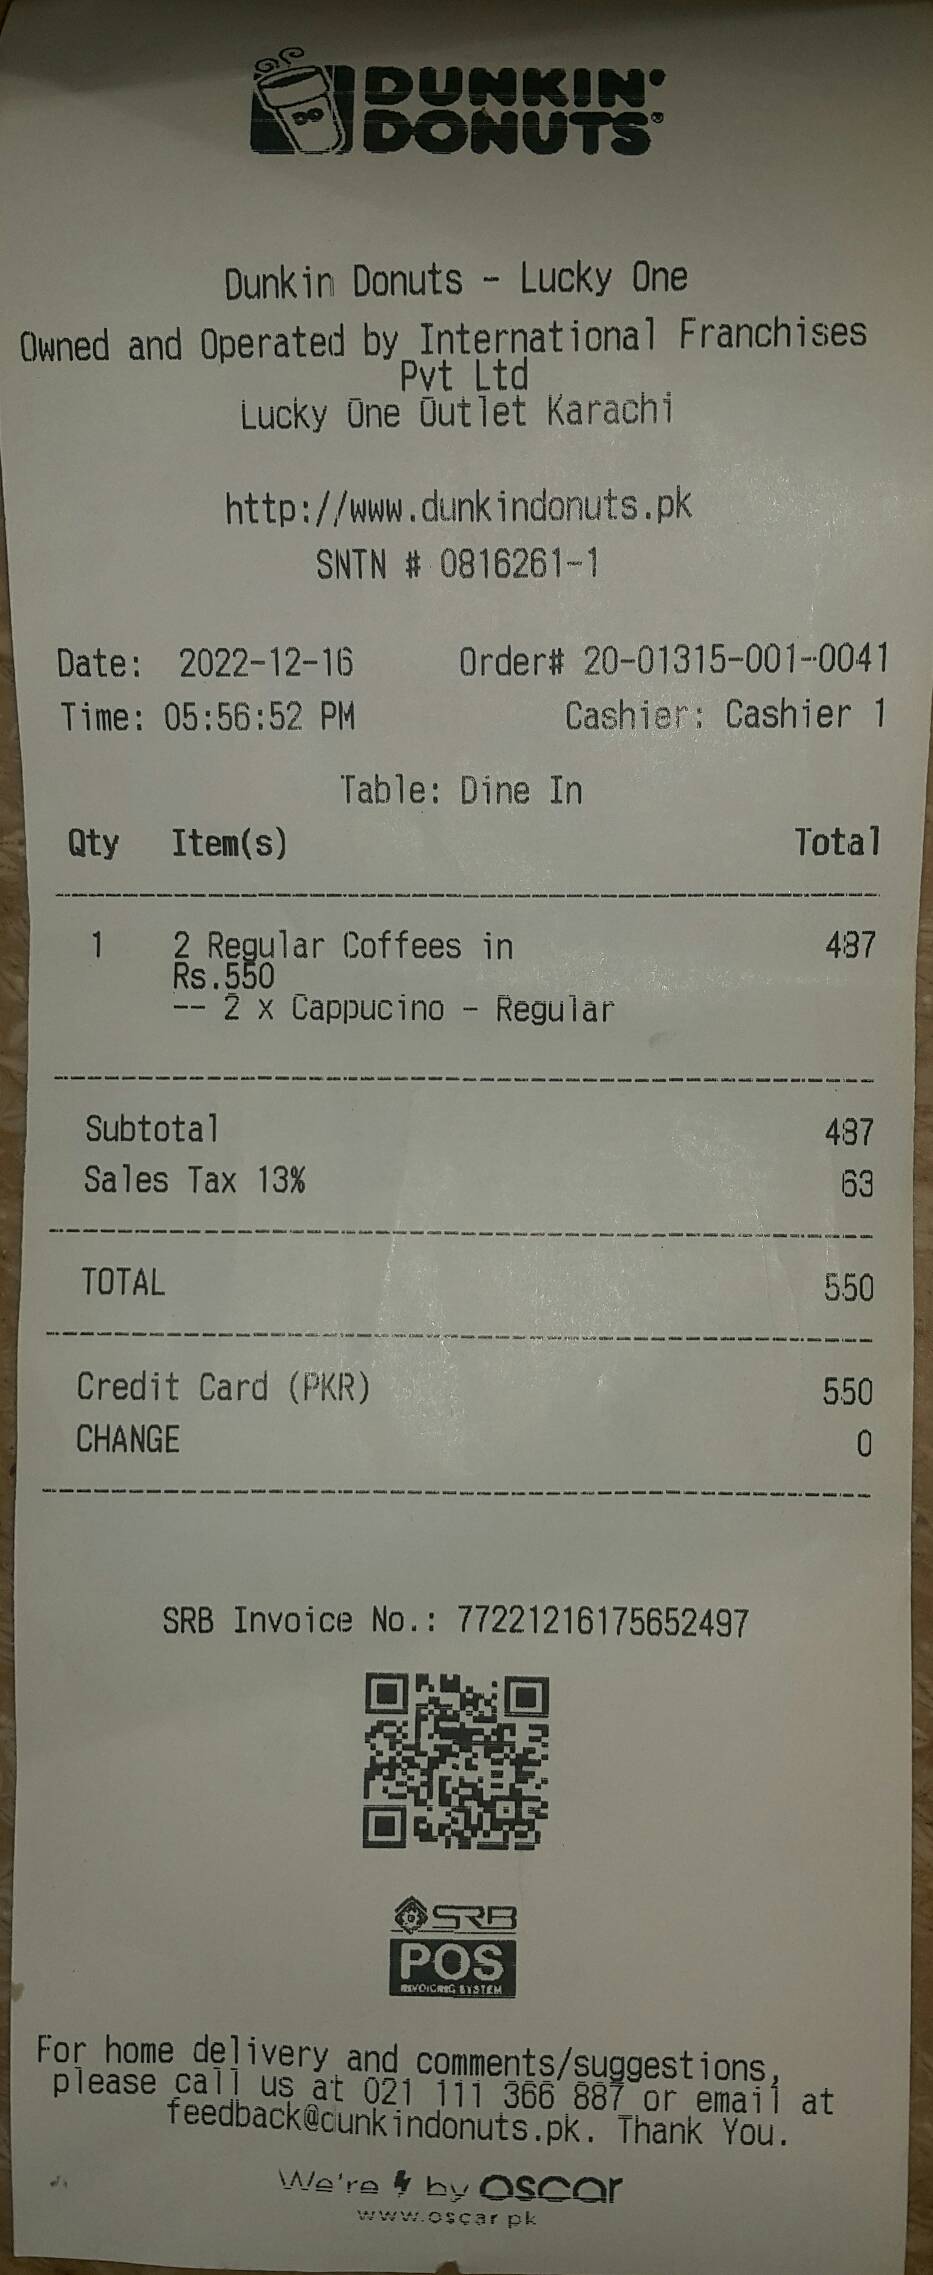 DUNKIN'
DONUTS
Dunkin Donuts - Lucky One
Owned and Operated by International Franchises
Pvt Ltd
Lucky One Outlet Karachi
http://www.dunkindonuts.pk
SNTN # 0816261-1
Date: 2022-12-16 Order# 20-01315-001-0041
Time: 05:56:52 PM Cashier: Cashier 1
Table: Dine In
Qty Item(s) Total
1 2 Regular Coffees in 487
Rs.550
-- 2 x Cappucino - Regular
Subtotal 487
Sales Tax 13% 63
TOTAL 550
Credit Card (PKR) 550
CHANGE 0
SRB Invoice No.: 77221216175652497
SRB
POS
INVOICING SYSTEM
For home delivery and comments/suggestions,
please call us at 021 111 366 887 or email at
feedback@dunkindonuts.pk. Thank You.
We're by oscar
www.oscar.pk